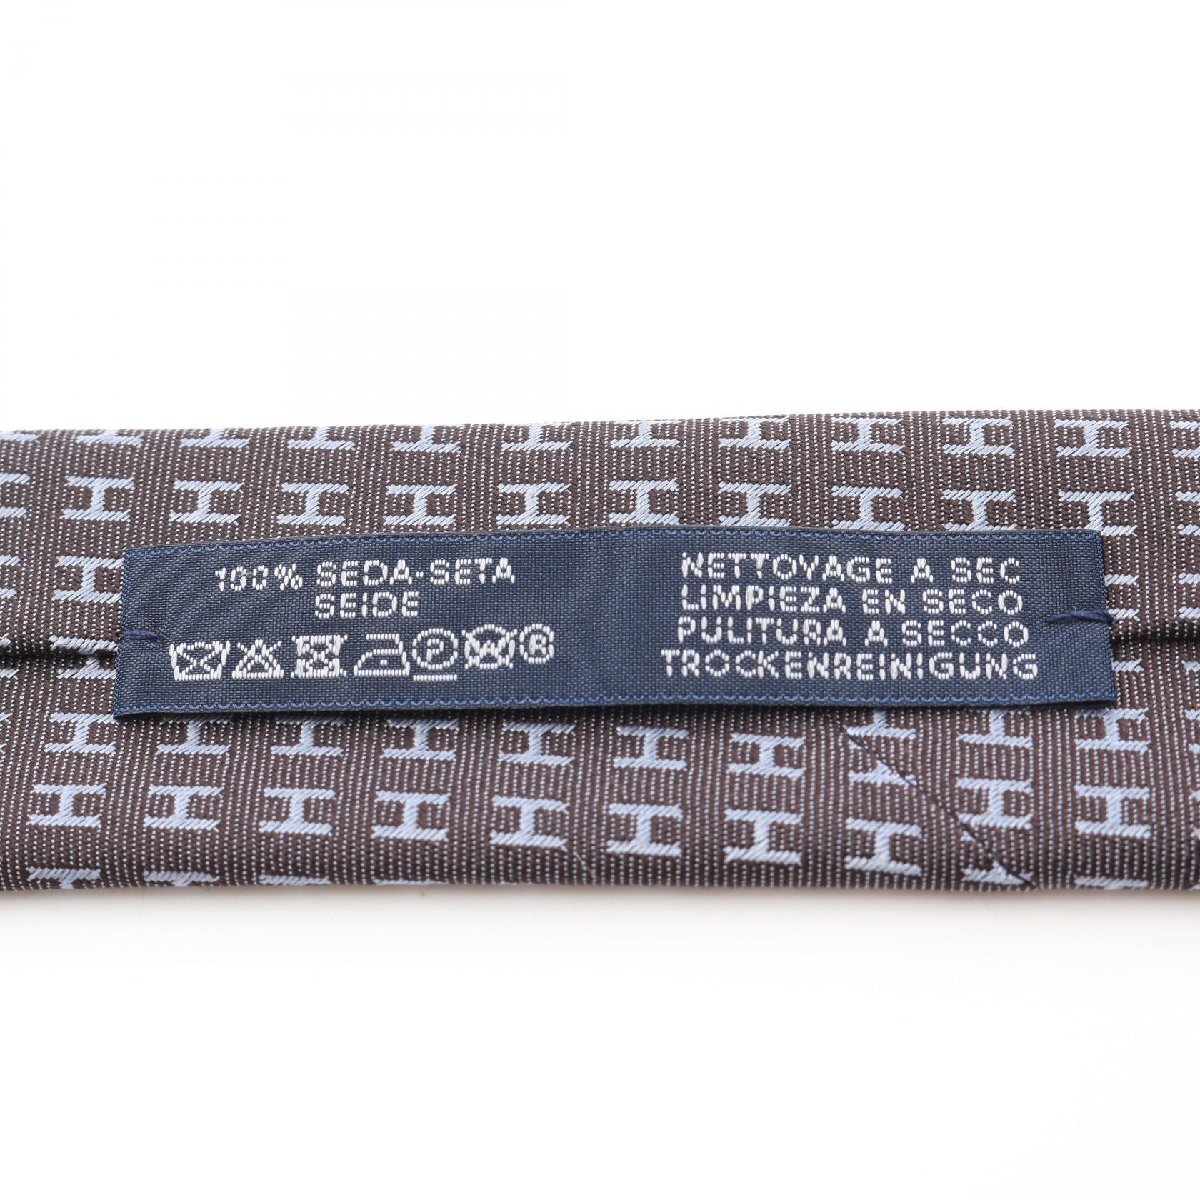 100% SEDA-SETA
SEIDE
NETTOYAGE A SEC
LIMPIEZA EN SECO
PULITURA A SECCO
TROCKENREINIGUNG